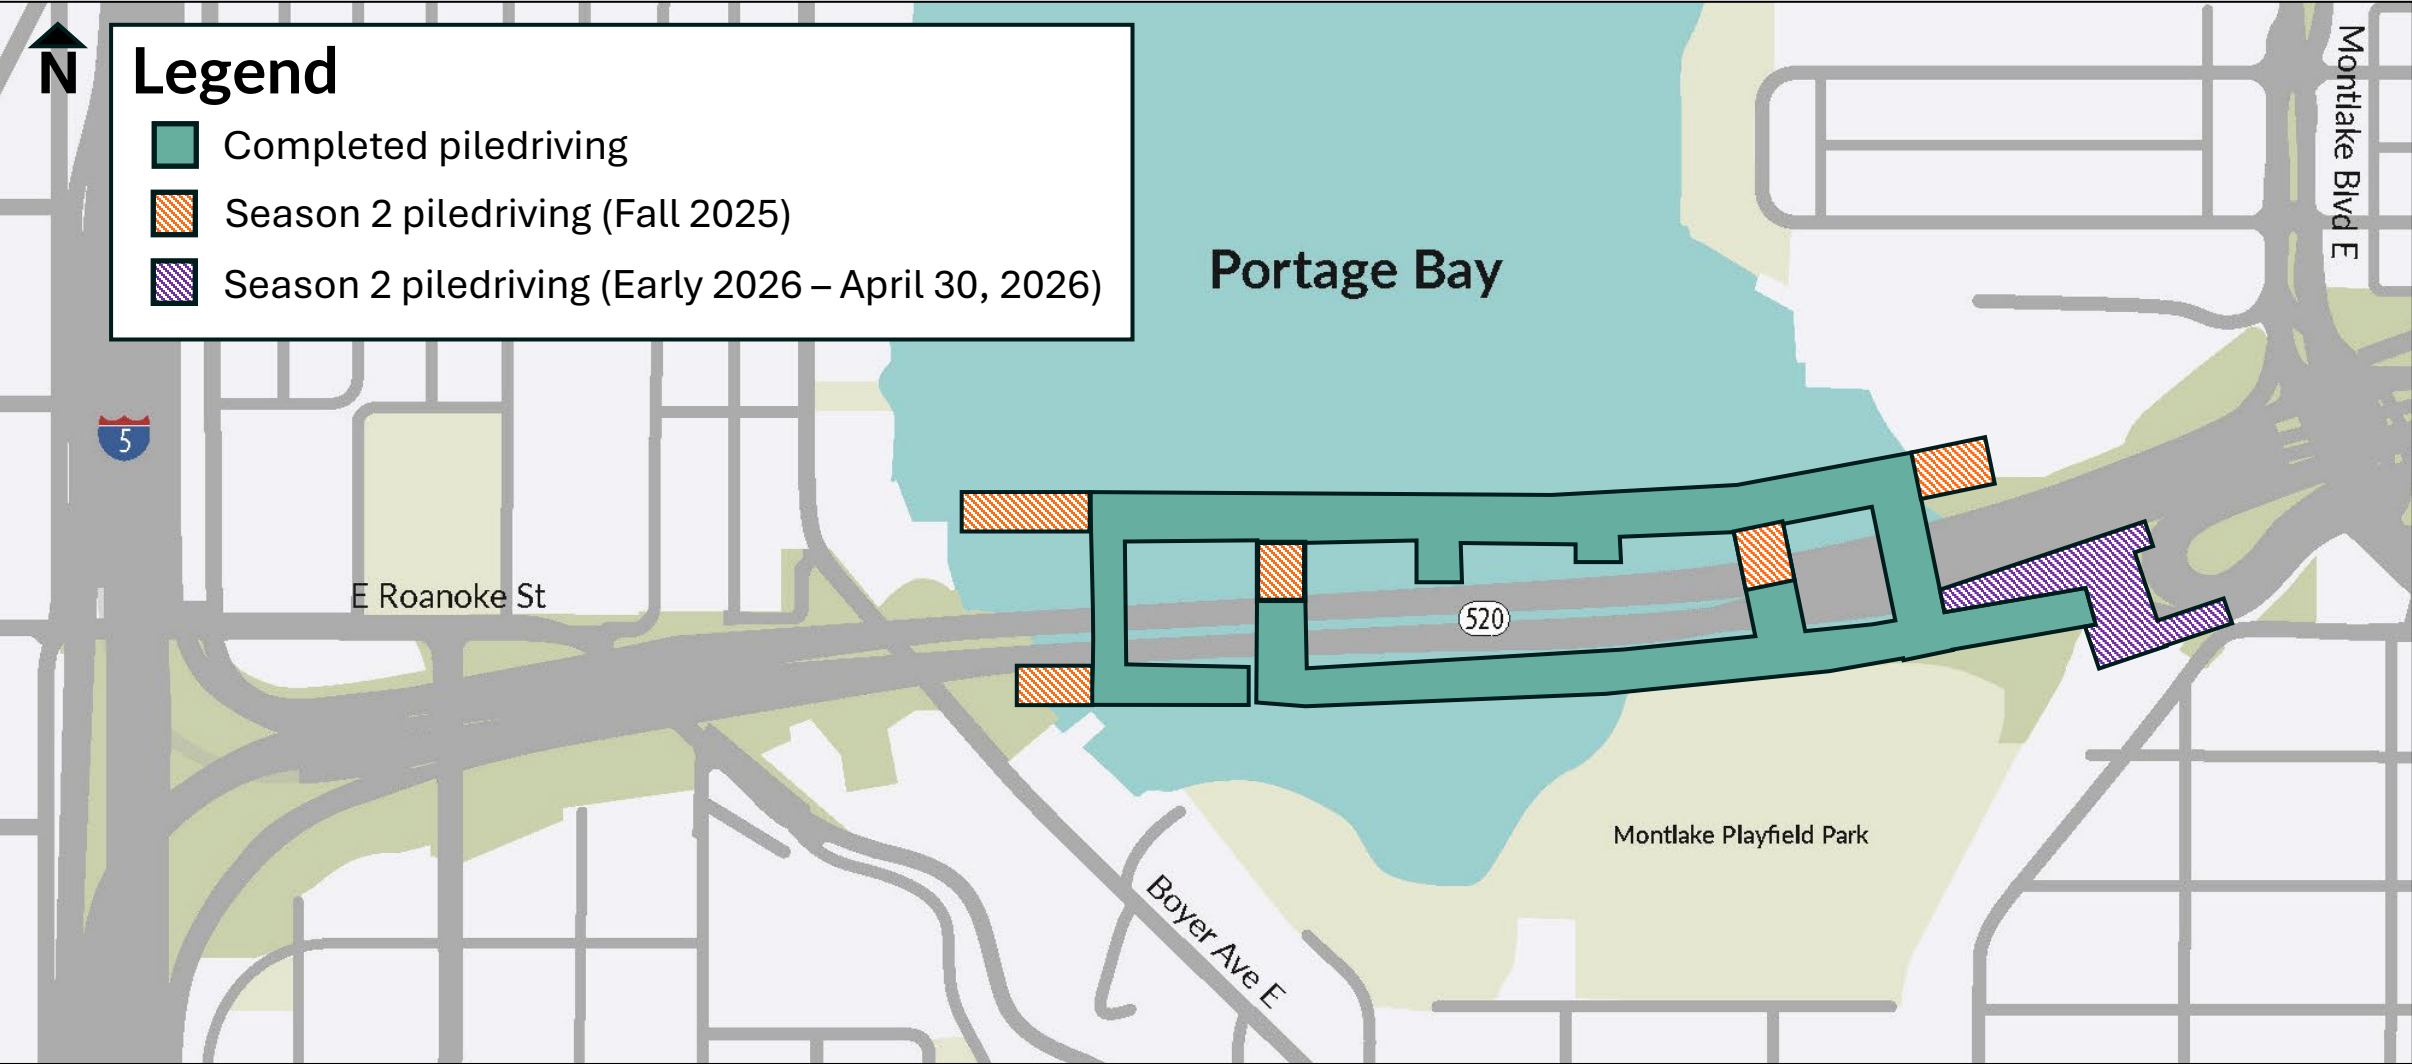 N
Legend
Completed piledriving
Season 2 piledriving (Fall 2025)
Season 2 piledriving (Early 2026 – April 30, 2026)
Portage Bay
Montlake Blvd E
5
E Roanoke St
520
Montlake Playfield Park
Boyer Ave E